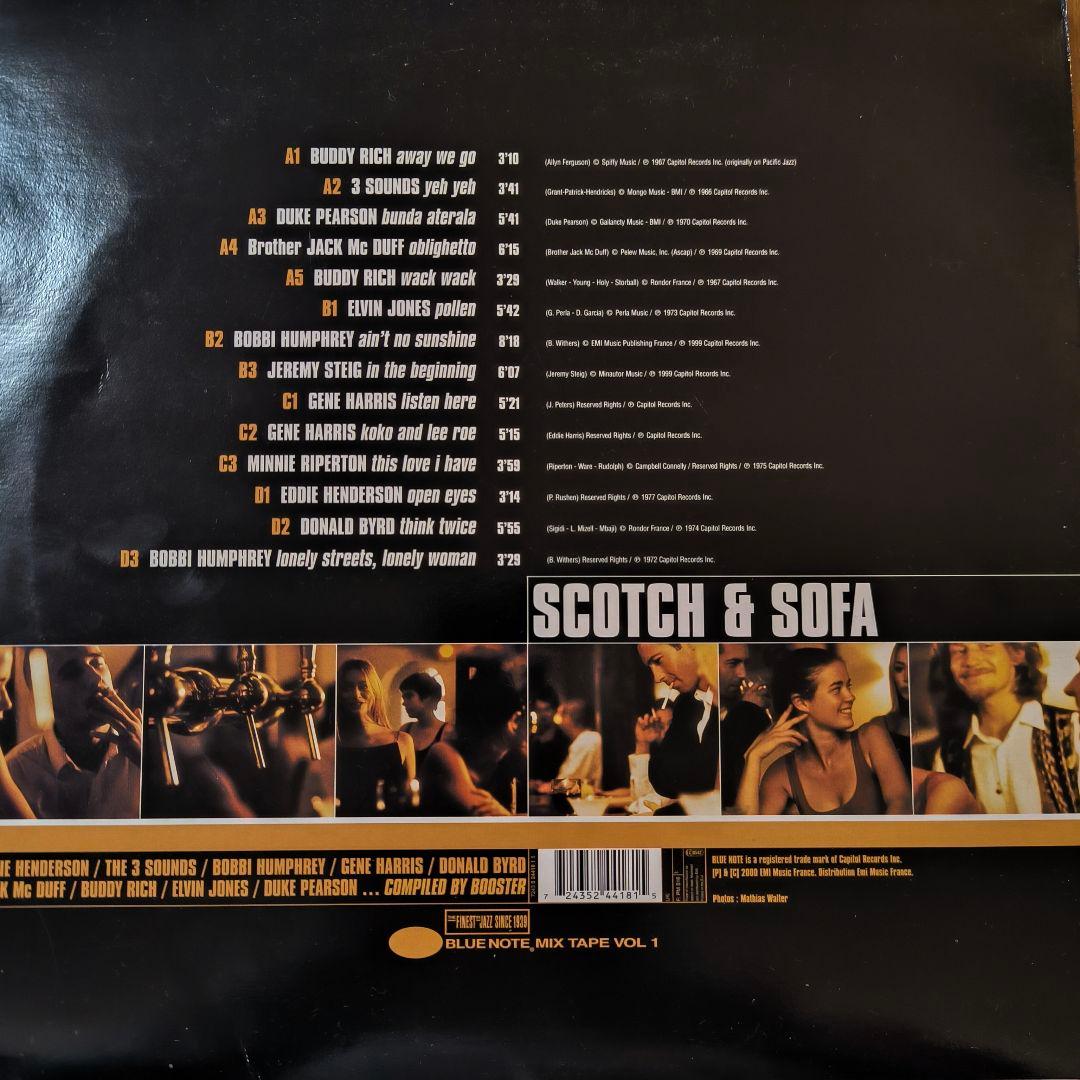 A1 BUDDY RICH away we go 3'10 (Allyn Ferguson) © Spiffy Music / ℗ 1967 Capitol Records Inc. (originally on Pacific Jazz)
A2 3 SOUNDS yeh yeh 3'41 (Grant-Patrick-Hendricks) © Mongo Music - BMI / ℗ 1966 Capitol Records Inc.
A3 DUKE PEARSON bunda aterala 5'41 (Duke Pearson) © Gailancty Music - BMI / ℗ 1970 Capitol Records Inc.
A4 Brother JACK Mc DUFF oblighetto 6'15 (Brother Jack Mc Duff) © Pelew Music, Inc. (Ascap) / ℗ 1969 Capitol Records Inc.
A5 BUDDY RICH wack wack 3'29 (Walker - Young - Holy - Storball) © Rondor France / ℗ 1967 Capitol Records Inc.
B1 ELVIN JONES pollen 5'42 (G. Perla - D. Garcia) © Perla Music / ℗ 1973 Capitol Records Inc.
B2 BOBBI HUMPHREY ain't no sunshine 8'18 (B. Withers) © EMI Music Publishing France / ℗ 1999 Capitol Records Inc.
B3 JEREMY STEIG in the beginning 6'07 (Jeremy Steig) © Minautor Music / ℗ 1999 Capitol Records Inc.
C1 GENE HARRIS listen here 5'21 (J. Peters) Reserved Rights / ℗ Capitol Records Inc.
C2 GENE HARRIS koko and lee roe 5'15 (Eddie Harris) Reserved Rights / ℗ Capitol Records Inc.
C3 MINNIE RIPERTON this love i have 3'59 (Riperton - Ware - Rudolph) © Campbell Connelly / Reserved Rights / ℗ 1975 Capitol Records Inc.
D1 EDDIE HENDERSON open eyes 3'14 (P. Rushen) Reserved Rights / ℗ 1977 Capitol Records Inc.
D2 DONALD BYRD think twice 5'55 (Sigidi - L. Mizell - Mbaji) © Rondor France / ℗ 1974 Capitol Records Inc.
D3 BOBBI HUMPHREY lonely streets, lonely woman 3'29 (B. Withers) Reserved Rights / ℗ 1972 Capitol Records Inc.
SCOTCH & SOFA
IE HENDERSON / THE 3 SOUNDS / BOBBI HUMPHREY / GENE HARRIS / DONALD BYRD
K Mc DUFF / BUDDY RICH / ELVIN JONES / DUKE PEARSON ... COMPILED BY BOOSTER
7 24352 44181 5
BLUE NOTE is a registered trade mark of Capitol Records Inc.
[P] & [C] 2000 EMI Music France. Distribution Emi Music France.
Photos : Mathias Walter
THE FINEST IN JAZZ SINCE 1939
BLUE NOTE® MIX TAPE VOL 1